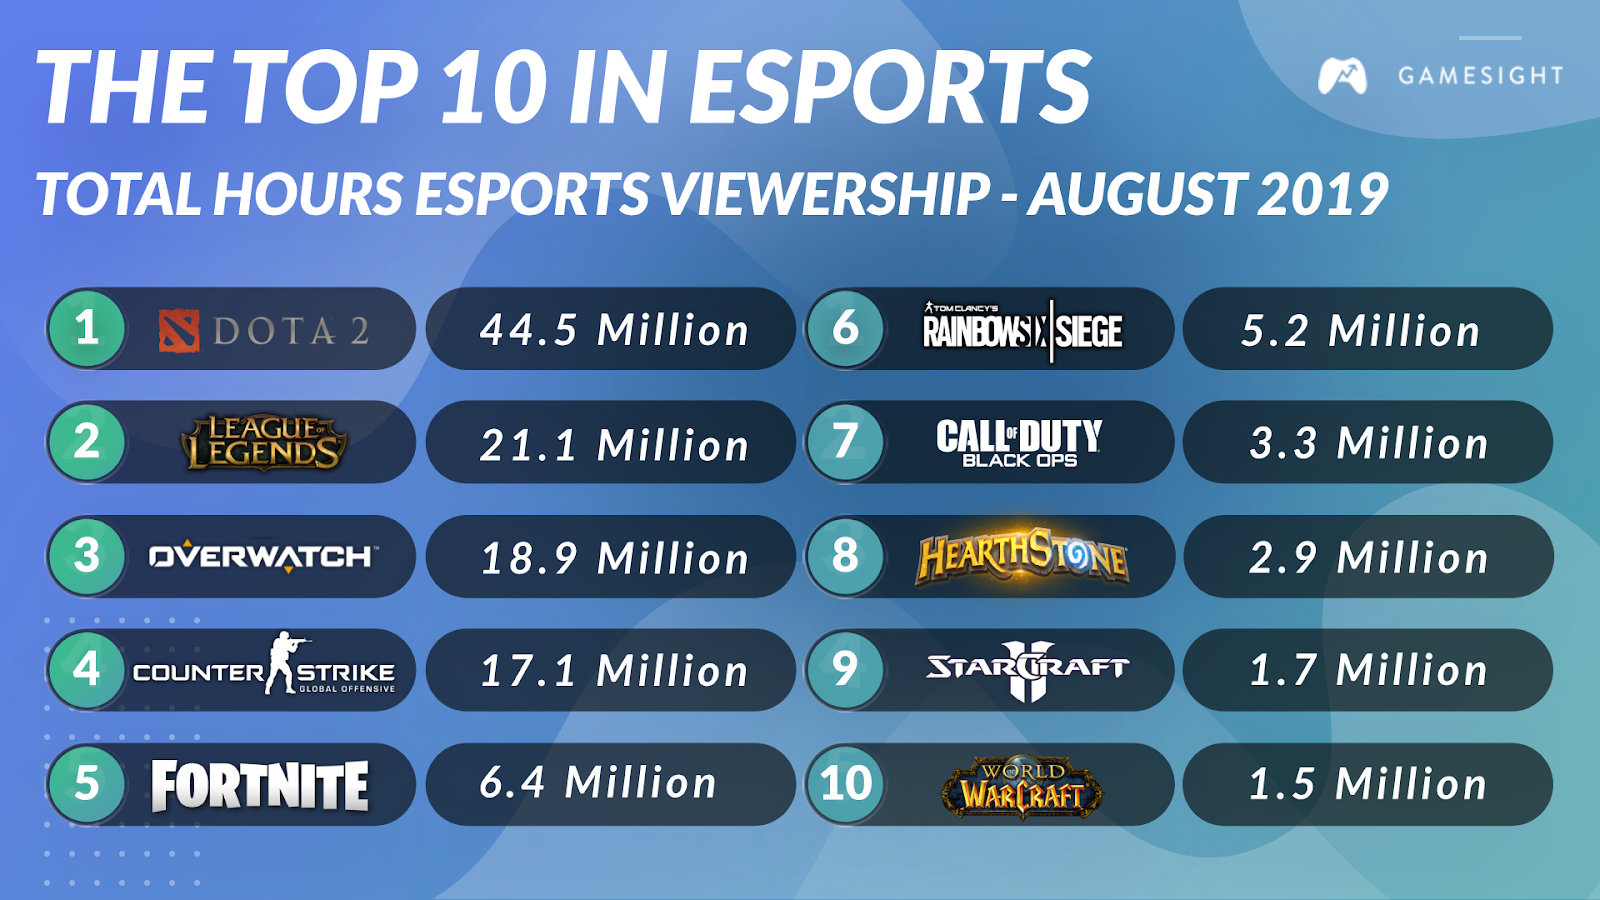 THE TOP 10 IN ESPORTS
GAMESIGHT
TOTAL HOURS ESPORTS VIEWERSHIP - AUGUST 2019
1 DOTA 2 44.5 Million
2 LEAGUE OF LEGENDS 21.1 Million
3 OVERWATCH™ 18.9 Million
4 COUNTER STRIKE GLOBAL OFFENSIVE 17.1 Million
5 FORTNITE 6.4 Million
6 TOM CLANCY'S RAINBOWSIX SIEGE 5.2 Million
7 CALL OF DUTY BLACK OPS 3.3 Million
8 HEARTHSTONE 2.9 Million
9 STARCRAFT II 1.7 Million
10 WORLD OF WARCRAFT 1.5 Million